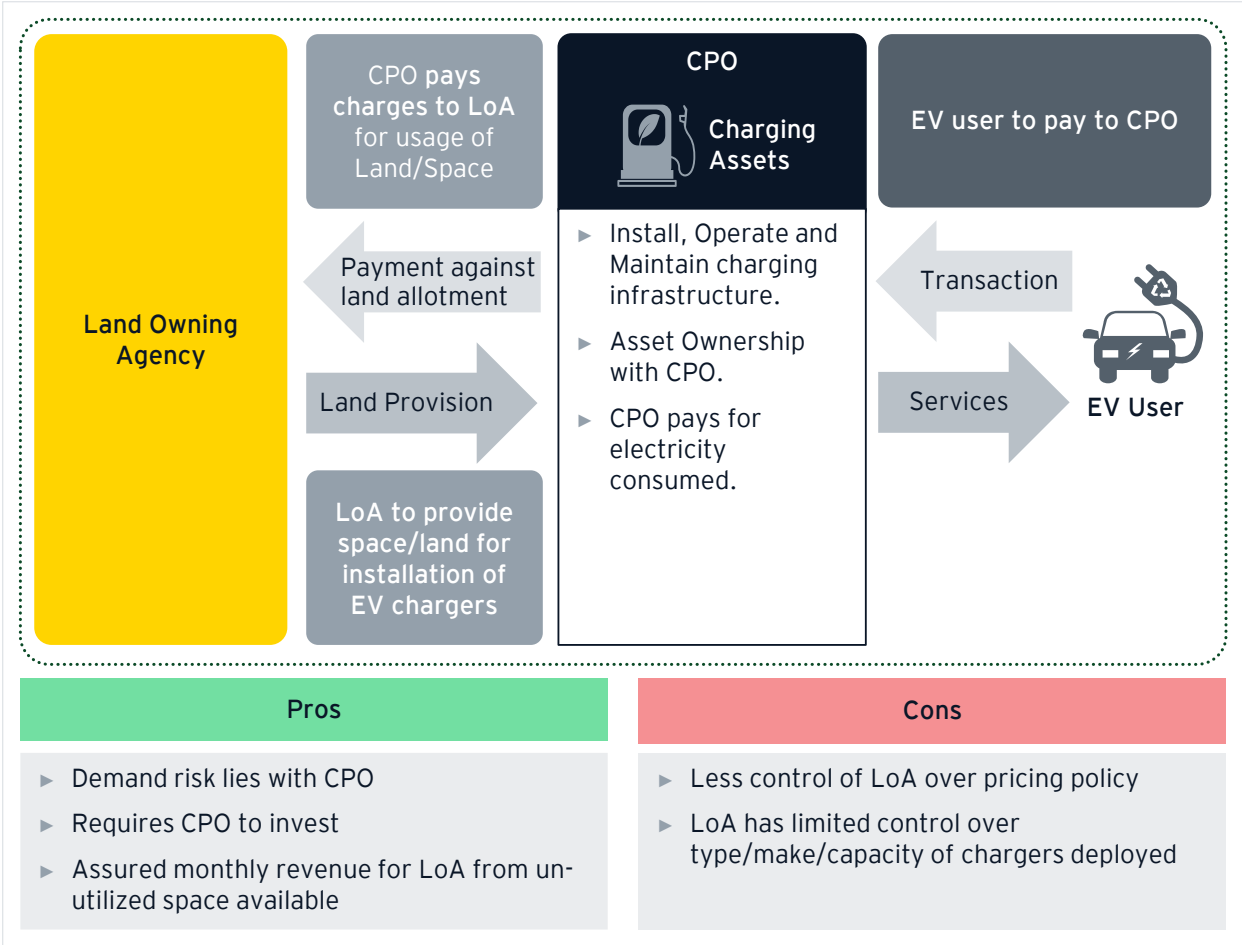 Land Owning
Agency
CPO pays
charges to LoA
for usage of
Land/Space
Payment against
land allotment
Land Provision
LoA to provide
space/land for
installation of
EV chargers
CPO
Charging
Assets
► Install, Operate and
Maintain charging
infrastructure.
► Asset Ownership
with CPO.
► CPO pays for
electricity
consumed.
EV user to pay to CPO
Transaction
Services
EV User
Pros
► Demand risk lies with CPO
► Requires CPO to invest
► Assured monthly revenue for LoA from un-
utilized space available
Cons
► Less control of LoA over pricing policy
► LoA has limited control over
type/make/capacity of chargers deployed